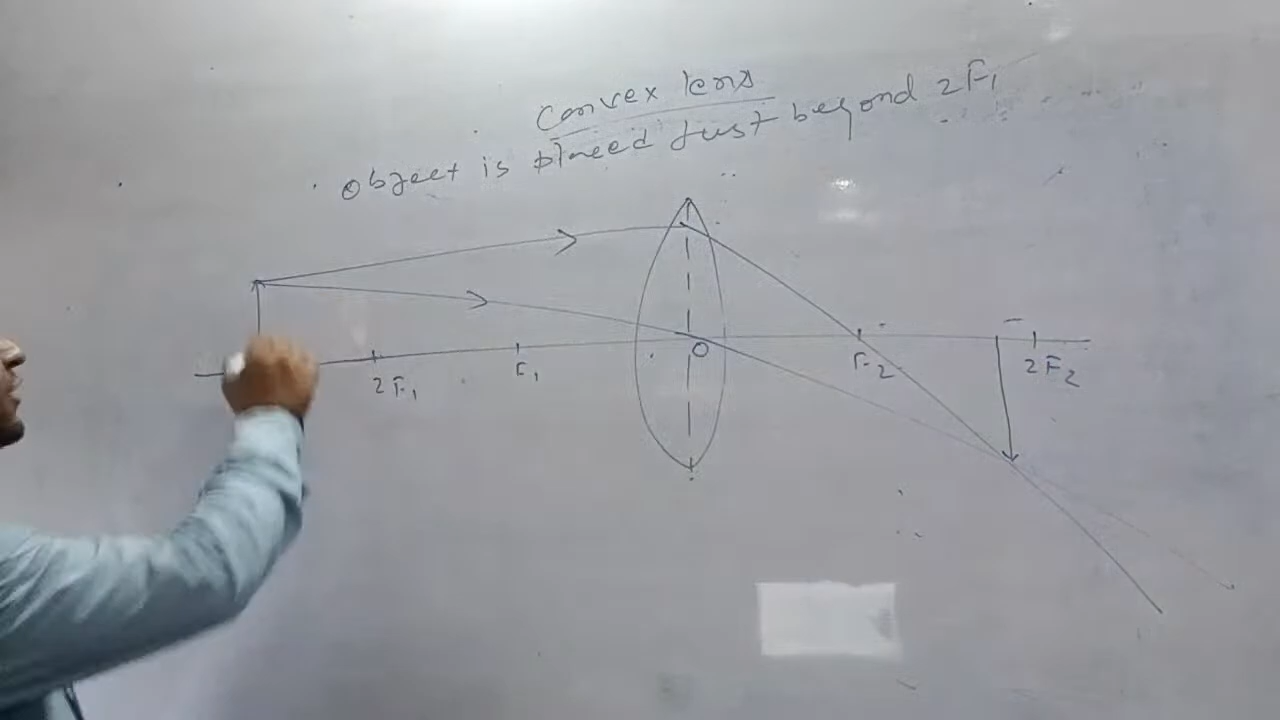 Convex lens
Object is placed Just beyond 2F1
2F1
F1
O
F2
2F2